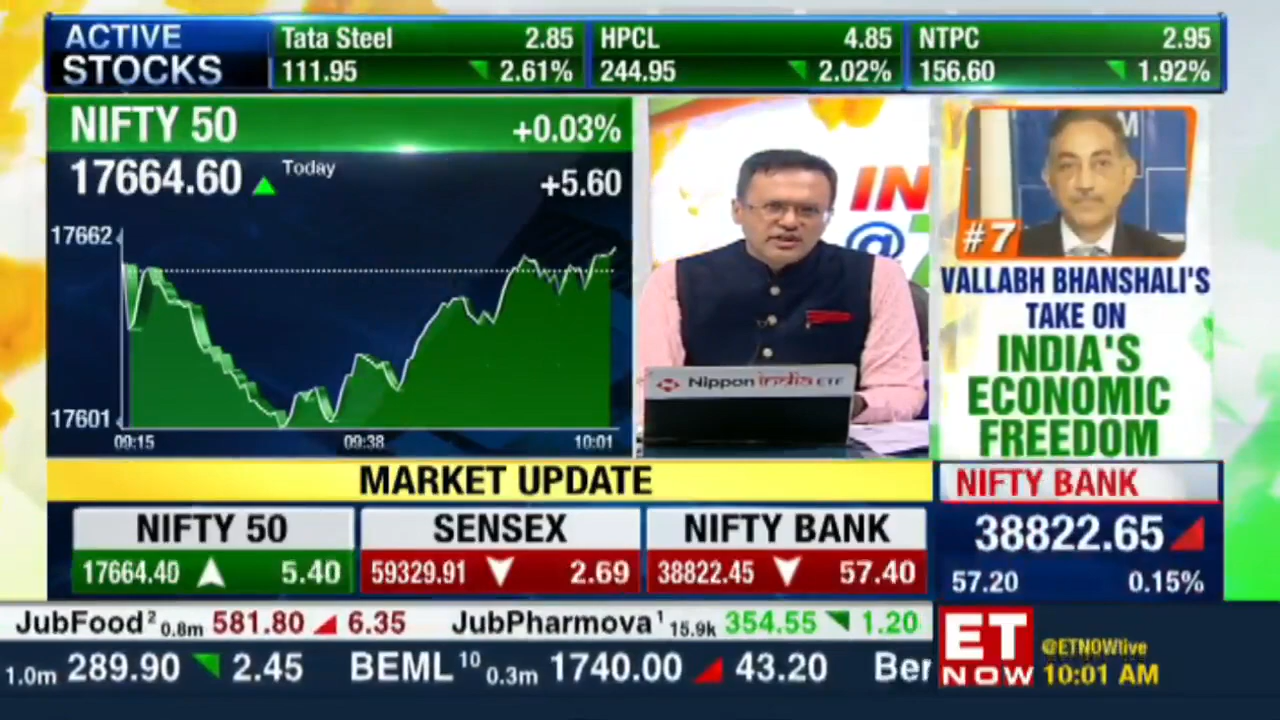 ACTIVE
STOCKS
Tata Steel 2.85
111.95 2.61%
HPCL 4.85
244.95 2.02%
NTPC 2.95
156.60 1.92%
NIFTY 50 +0.03%
17664.60 Today +5.60
17662
17601
09:15 09:38 10:01
IN
@
Nippon india ETF
M
#7
VALLABH BHANSHALI'S
TAKE ON
INDIA'S
ECONOMIC
FREEDOM
MARKET UPDATE
NIFTY 50
17664.40 5.40
SENSEX
59329.91 2.69
NIFTY BANK
38822.45 57.40
NIFTY BANK
38822.65
57.20 0.15%
JubFood 2 0.8m 581.80 6.35 JubPharmova 1 15.9k 354.55 1.20
1.0m 289.90 2.45 BEML 10 0.3m 1740.00 43.20 Ber
ET
NOW
@ETNOWlive
10:01 AM